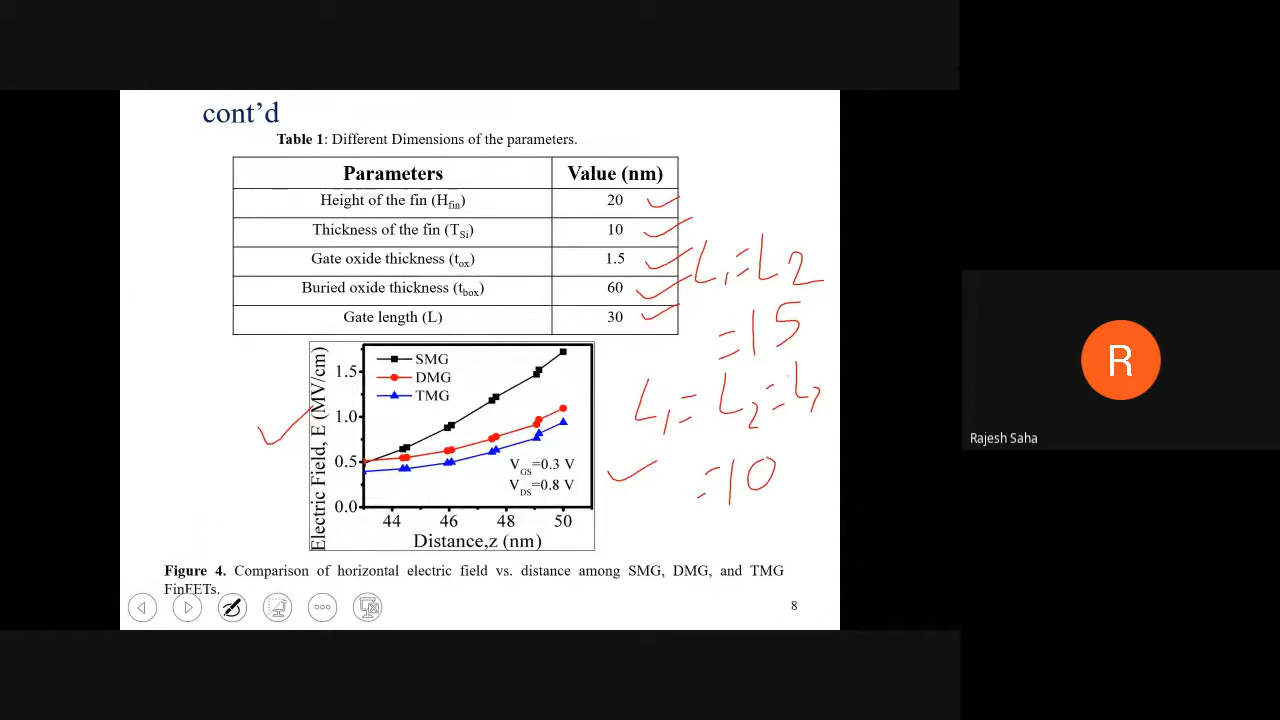 cont’d
Table 1: Different Dimensions of the parameters.
Parameters Value (nm)
Height of the fin (Hfin) 20
Thickness of the fin (TSi) 10
Gate oxide thickness (tox) 1.5
Buried oxide thickness (tbox) 60
Gate length (L) 30
L1=L2
=15
L1=L2=L3
=10
Electric Field, E (MV/cm)
SMG
DMG
TMG
1.5
1.0
0.5
0.0
VGS=0.3 V
VDS=0.8 V
44 46 48 50
Distance,z (nm)
Figure 4. Comparison of horizontal electric field vs. distance among SMG, DMG, and TMG
FinFETs.
8
R
Rajesh Saha